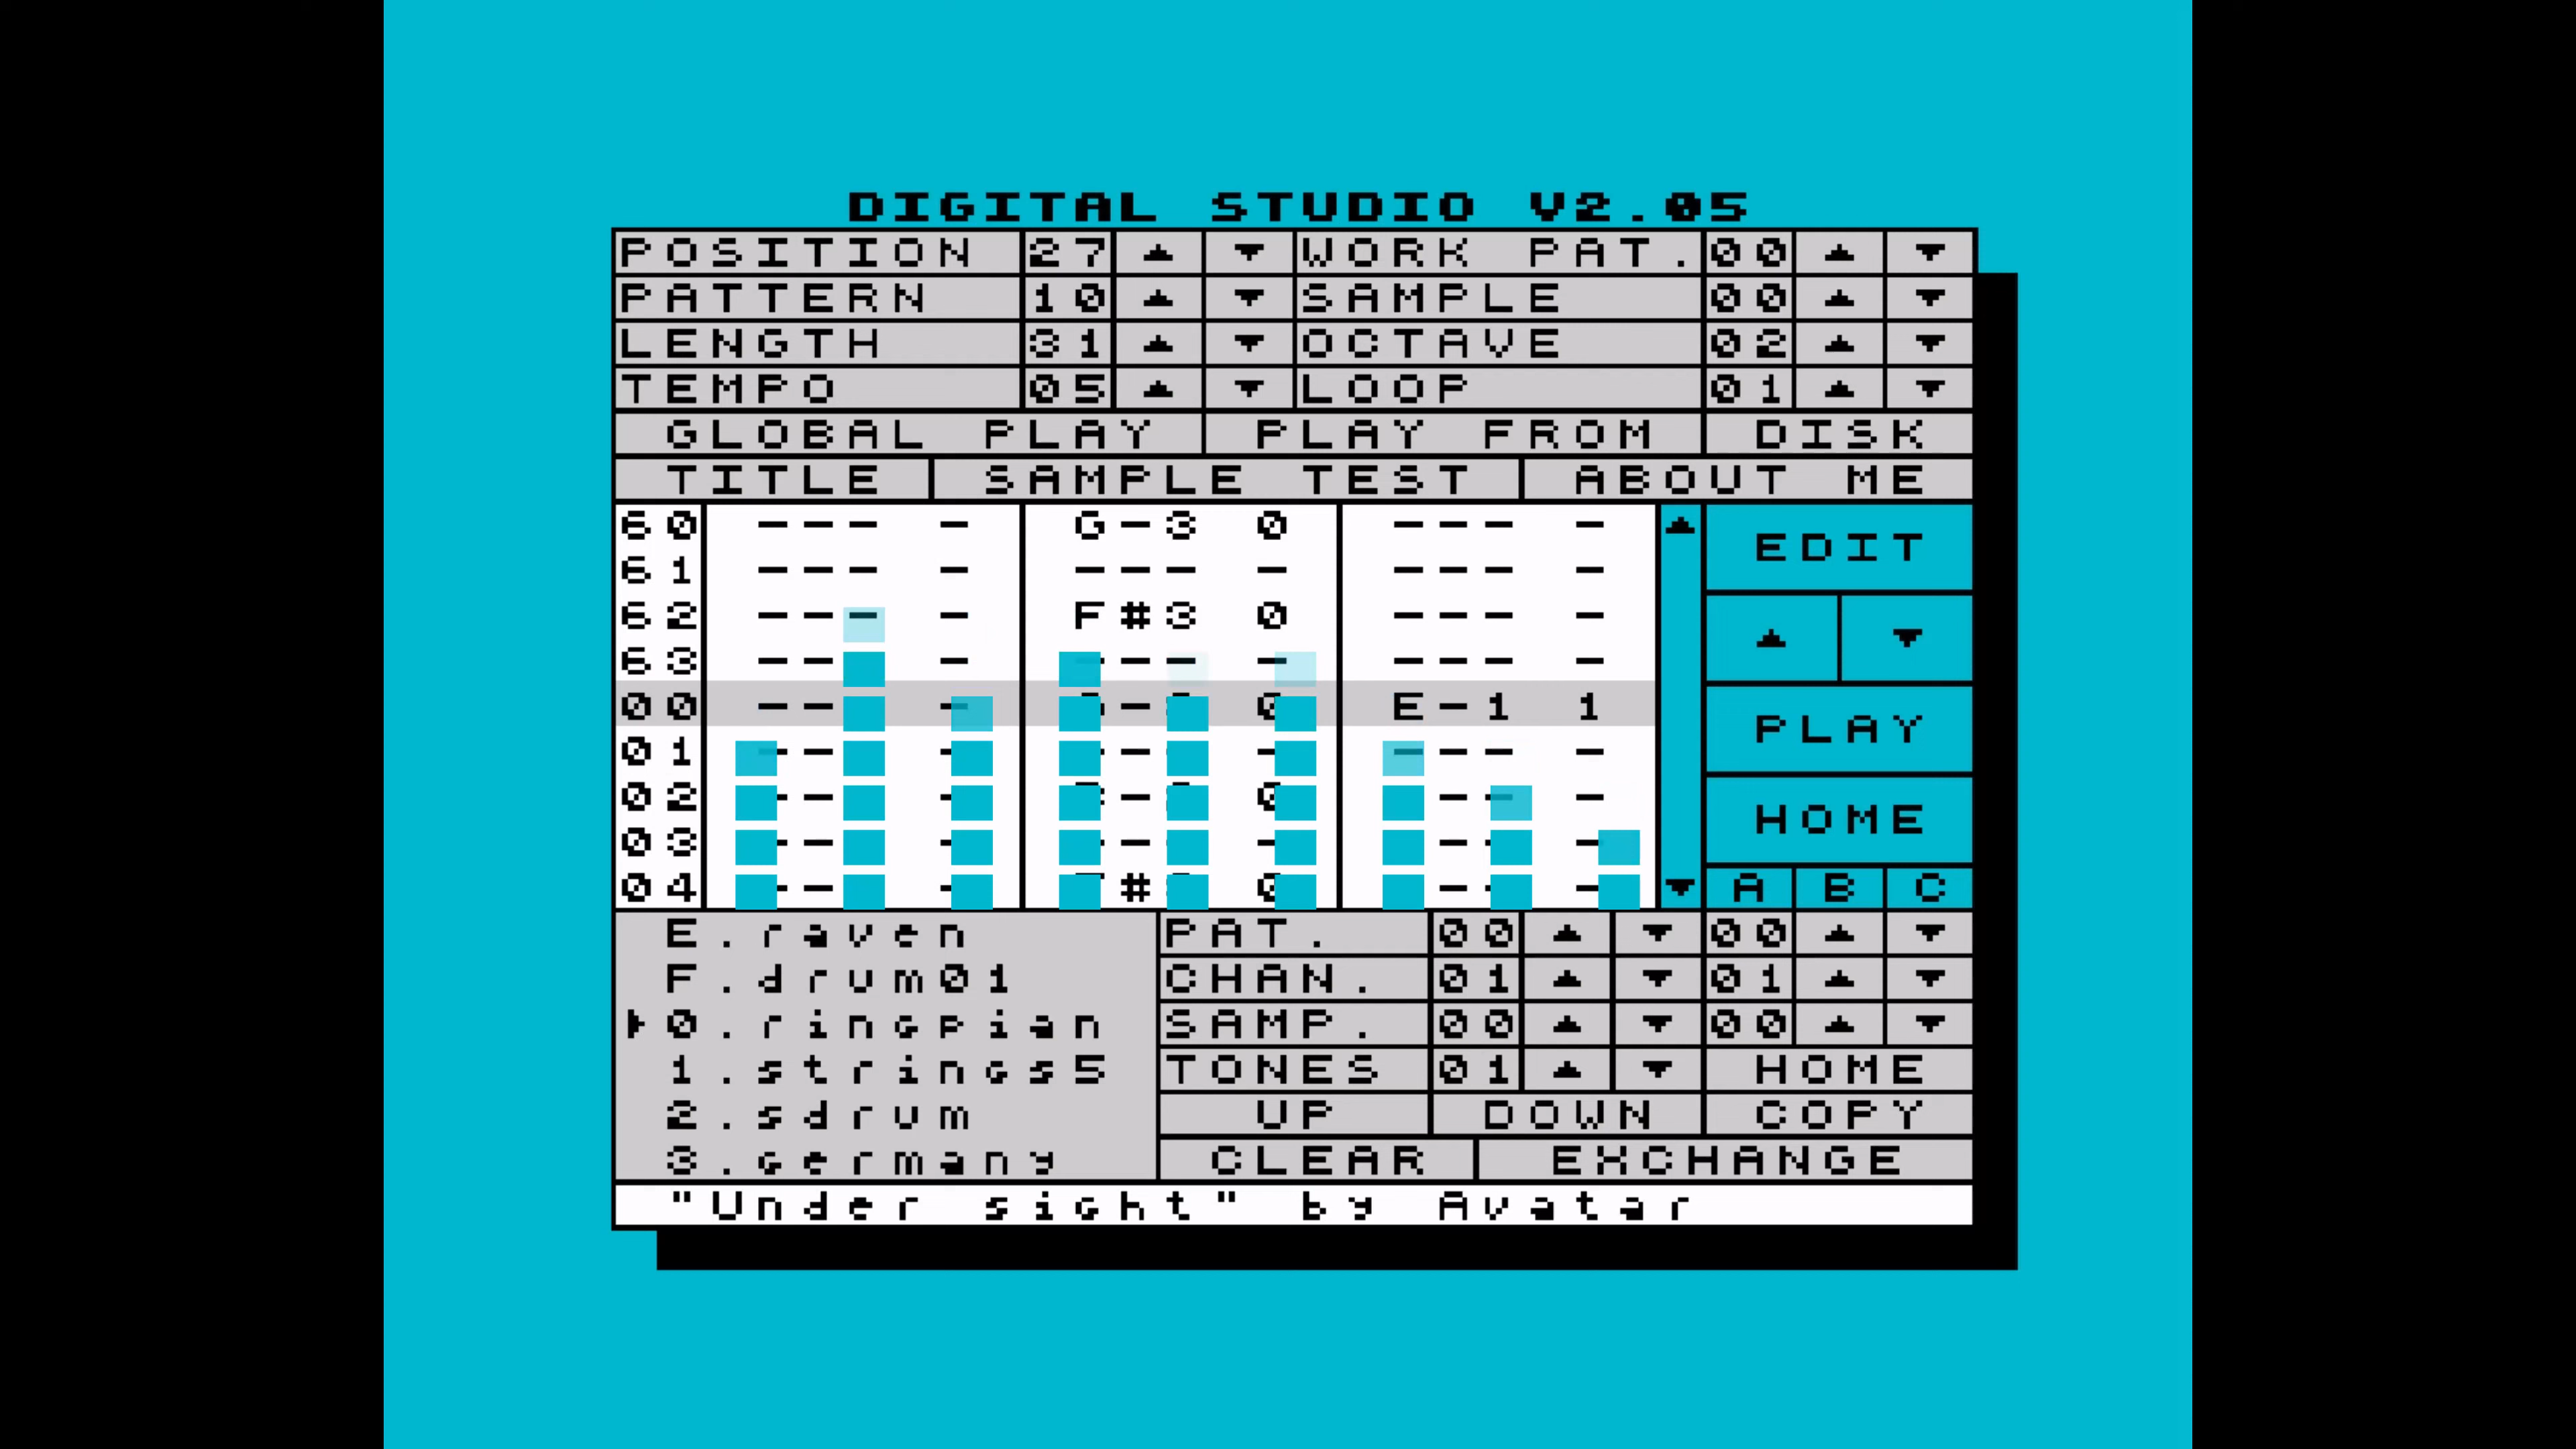 DIGITAL STUDIO V2.05
POSITION 27 WORK PAT. 00
PATTERN 10 SAMPLE 00
LENGTH 31 OCTAVE 02
TEMPO 05 LOOP 01
GLOBAL PLAY PLAY FROM DISK
TITLE SAMPLE TEST ABOUT ME
60 --- - G-3 0 --- -
61 --- - --- - --- -
62 --- - F#3 0 --- -
63 --- - --- - --- -
00 E-1 1
01
02
03
04
EDIT
PLAY
HOME
A B C
E.raven
F.drum01
0.ringpian
1.strings5
2.sdrum
3.germany
PAT. 00 00
CHAN. 01 01
SAMP. 00 00
TONES 01 HOME
UP DOWN COPY
CLEAR EXCHANGE
"Under sight" by Avatar